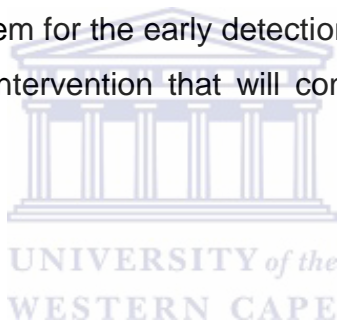 em for the early detection
ntervention that will con
UNIVERSITY of the
WESTERN CAPE